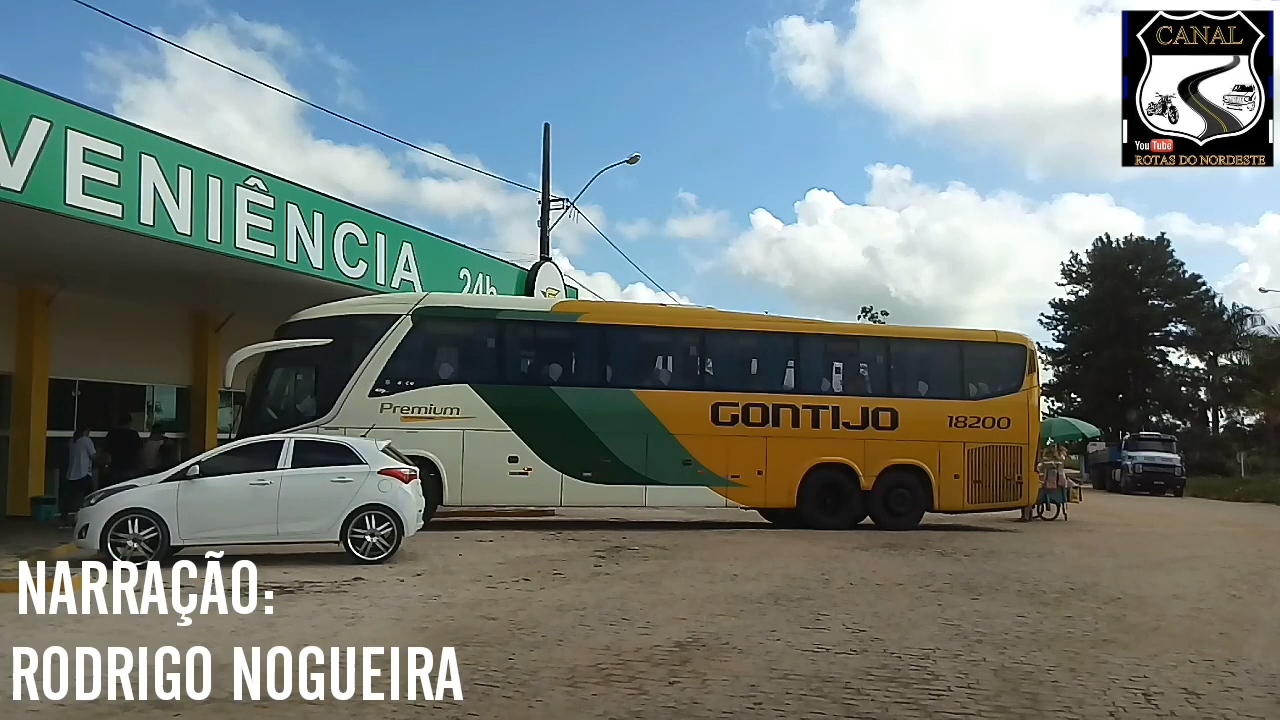 VENIÊNCIA
24h
CANAL
YouTube
ROTAS DO NORDESTE
Premium
GONTIJO
18200
NARRAÇÃO:
RODRIGO NOGUEIRA